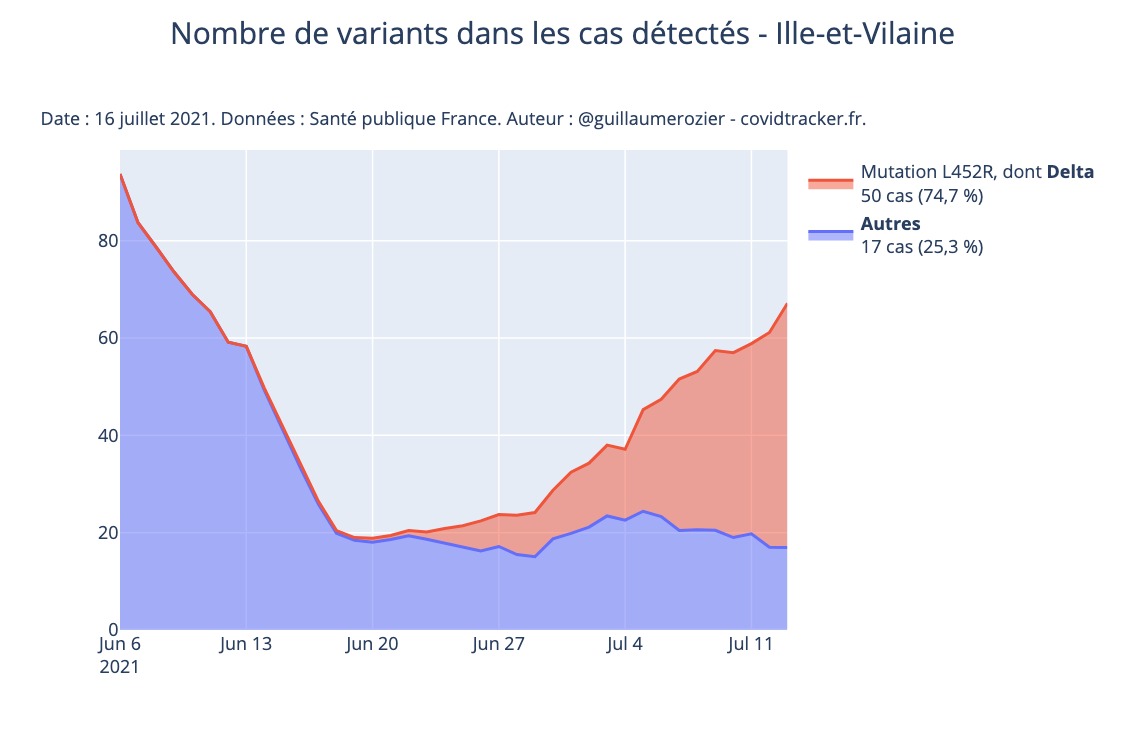 Nombre de variants dans les cas détectés - Ille-et-Vilaine
Date : 16 juillet 2021. Données : Santé publique France. Auteur : @guillaumerozier - covidtracker.fr.
Mutation L452R, dont Delta
50 cas (74,7 %)
Autres
17 cas (25,3 %)
80
60
40
20
0
Jun 6
2021
Jun 13
Jun 20
Jun 27
Jul 4
Jul 11